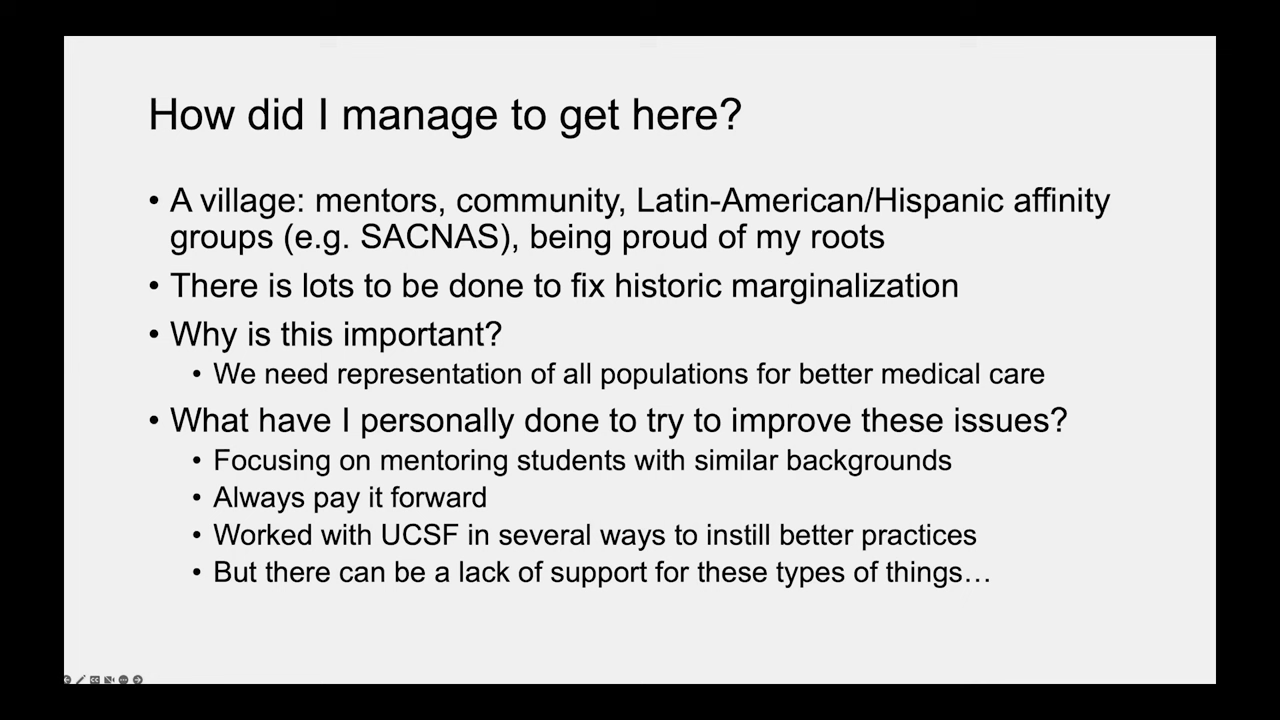 How did I manage to get here?
• A village: mentors, community, Latin-American/Hispanic affinity
groups (e.g. SACNAS), being proud of my roots
• There is lots to be done to fix historic marginalization
• Why is this important?
• We need representation of all populations for better medical care
• What have I personally done to try to improve these issues?
• Focusing on mentoring students with similar backgrounds
• Always pay it forward
• Worked with UCSF in several ways to instill better practices
• But there can be a lack of support for these types of things…